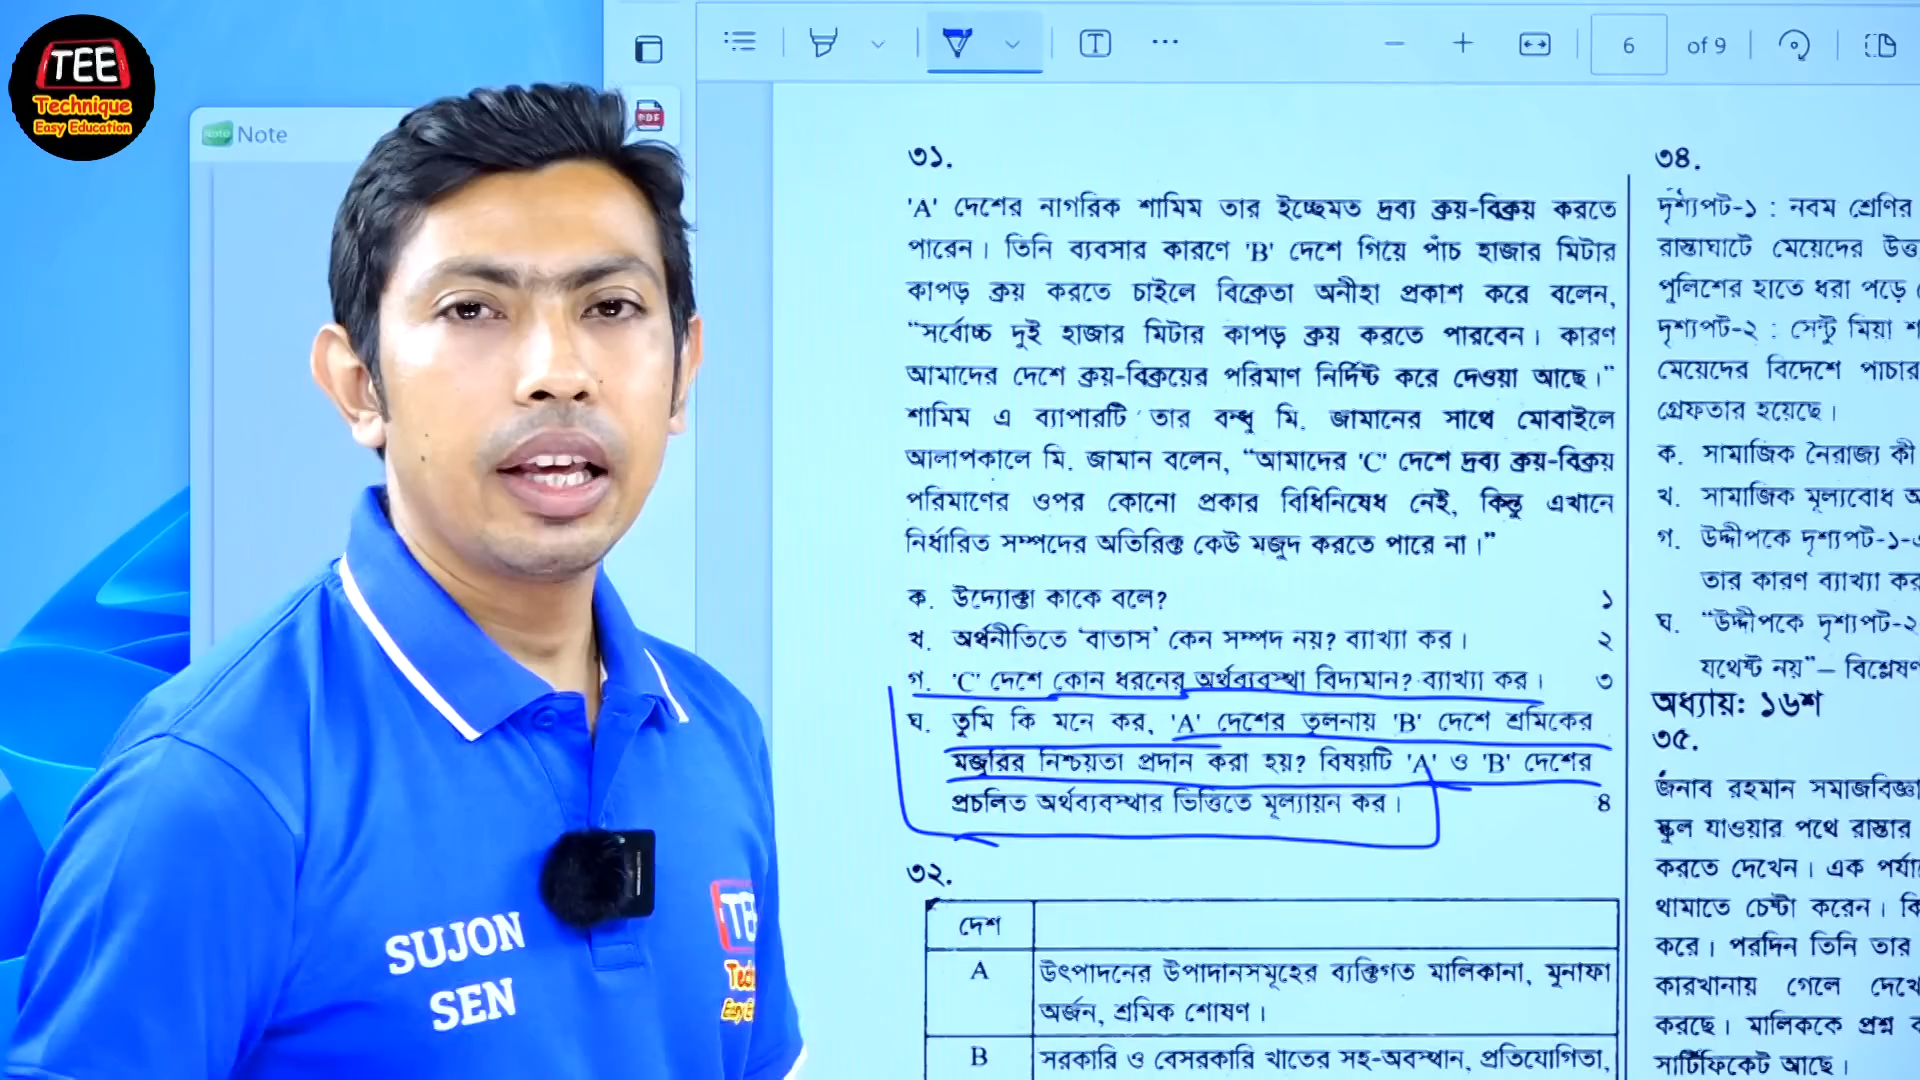 TEE
Technique
Easy Education
Note
PDF
T
6 of 9
৩১.
'A' দেশের নাগরিক শামিম তার ইচ্ছেমত দ্রব্য ক্রয়-বিক্রয় করতে
পারেন। তিনি ব্যবসার কারণে 'B' দেশে গিয়ে পাঁচ হাজার মিটার
কাপড় ক্রয় করতে চাইলে বিক্রেতা অনীহা প্রকাশ করে বলেন,
“সর্বোচ্চ দুই হাজার মিটার কাপড় ক্রয় করতে পারবেন। কারণ
আমাদের দেশে ক্রয়-বিক্রয়ের পরিমাণ নির্দিষ্ট করে দেওয়া আছে।”
শামিম এ ব্যাপারটি তার বন্ধু মি. জামানের সাথে মোবাইলে
আলাপকালে মি. জামান বলেন, “আমাদের 'C' দেশে দ্রব্য ক্রয়-বিক্রয়
পরিমাণের ওপর কোনো প্রকার বিধিনিষেধ নেই, কিন্তু এখানে
নির্ধারিত সম্পদের অতিরিক্ত কেউ মজুদ করতে পারে না।”
ক. উদ্যোক্তা কাকে বলে? ১
খ. অর্থনীতিতে ‘বাতাস’ কেন সম্পদ নয়? ব্যাখ্যা কর। ২
গ. 'C' দেশে কোন ধরনের অর্থব্যবস্থা বিদ্যমান? ব্যাখ্যা কর। ৩
ঘ. তুমি কি মনে কর, 'A' দেশের তুলনায় 'B' দেশে শ্রমিকের
মজুরির নিশ্চয়তা প্রদান করা হয়? বিষয়টি 'A' ও 'B' দেশের
প্রচলিত অর্থব্যবস্থার ভিত্তিতে মূল্যায়ন কর। ৪
৩২.
দেশ
A উৎপাদনের উপাদানসমূহের ব্যক্তিগত মালিকানা, মুনাফা
অর্জন, শ্রমিক শোষণ।
B সরকারি ও বেসরকারি খাতের সহ-অবস্থান, প্রতিযোগিতা,
৩৪.
দৃশ্যপট-১ : নবম শ্রেণির
রাস্তাঘাটে মেয়েদের উত্ত
পুলিশের হাতে ধরা পড়ে
দৃশ্যপট-২ : সেন্টু মিয়া শ
মেয়েদের বিদেশে পাচার
গ্রেফতার হয়েছে।
ক. সামাজিক নৈরাজ্য কী
খ. সামাজিক মূল্যবোধ অ
গ. উদ্দীপকে দৃশ্যপট-১-এ
তার কারণ ব্যাখ্যা কর
ঘ. “উদ্দীপকে দৃশ্যপট-২
যথেষ্ট নয়”— বিশ্লেষণ
অধ্যায়: ১৬শ
৩৫.
জনাব রহমান সমাজবিজ্ঞা
স্কুল যাওয়ার পথে রাস্তার
করতে দেখেন। এক পর্যা
থামাতে চেষ্টা করেন। কি
করে। পরদিন তিনি তার
কারখানায় গেলে দেখে
করছে। মালিককে প্রশ্ন ক
সার্টিফিকেট আছে।
SUJON
SEN